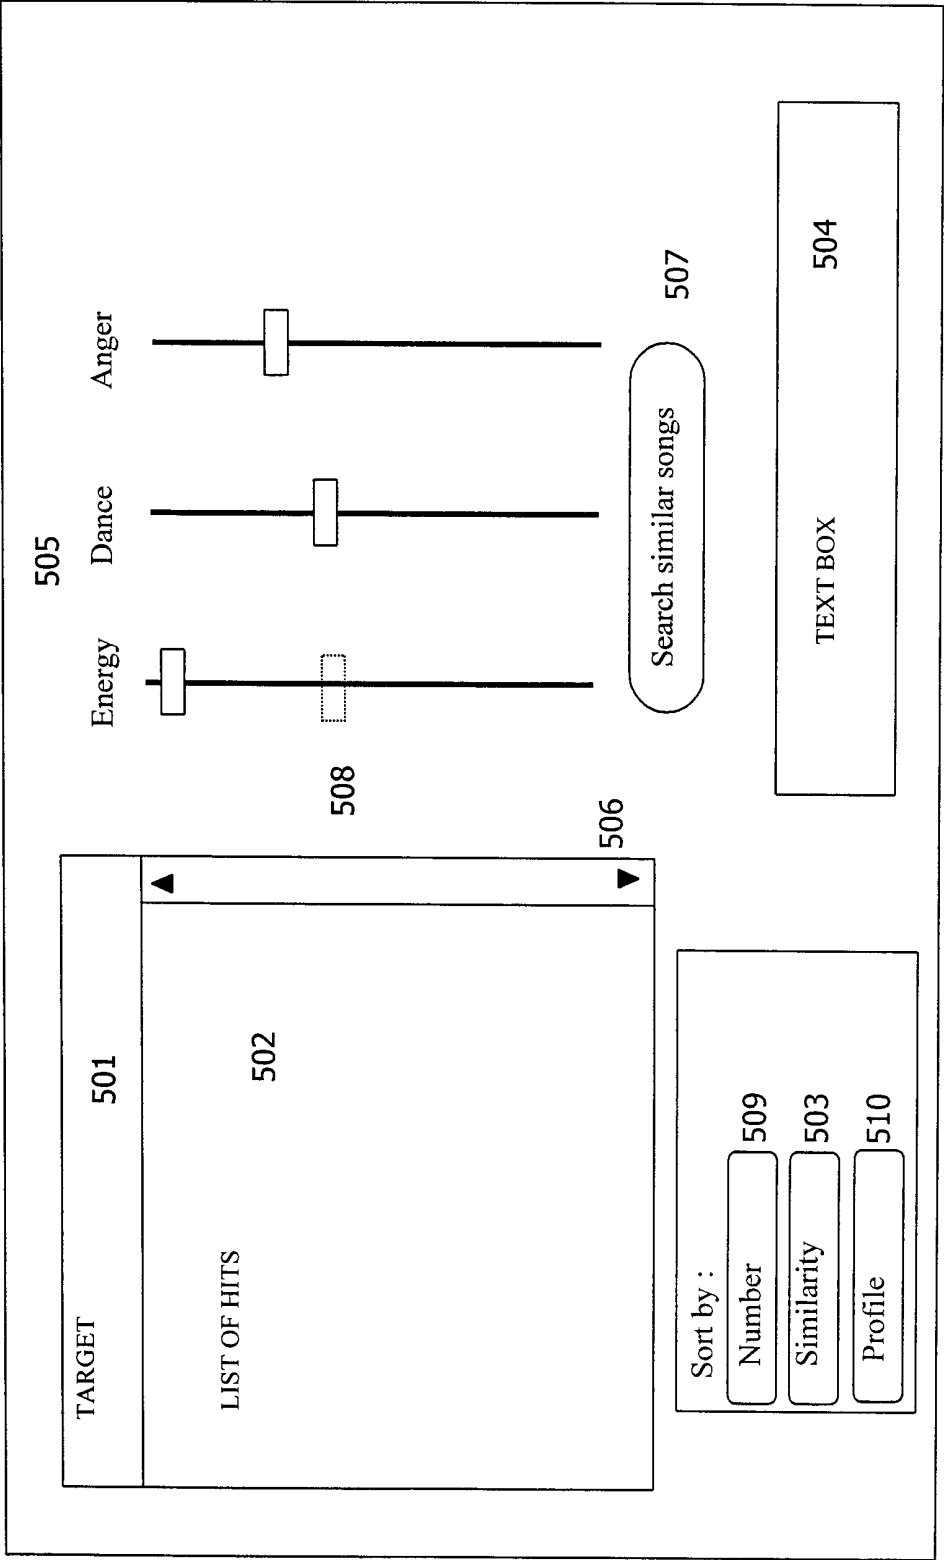 TARGET
501
LIST OF HITS
502
506
Sort by :
Number
509
Similarity
503
Profile
510
505
Energy
Dance
Anger
508
Search similar songs
507
TEXT BOX
504